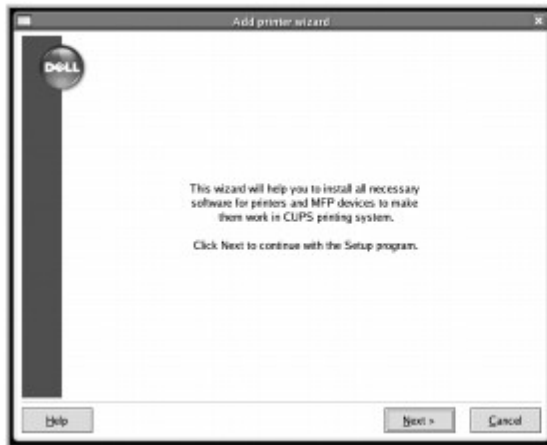 Add printer wizard
DELL
This wizard will help you to install all necessary
software for printers and MFP devices to make
them work in CUPS printing system.
Click Next to continue with the Setup program.
Help
Next >
Cancel